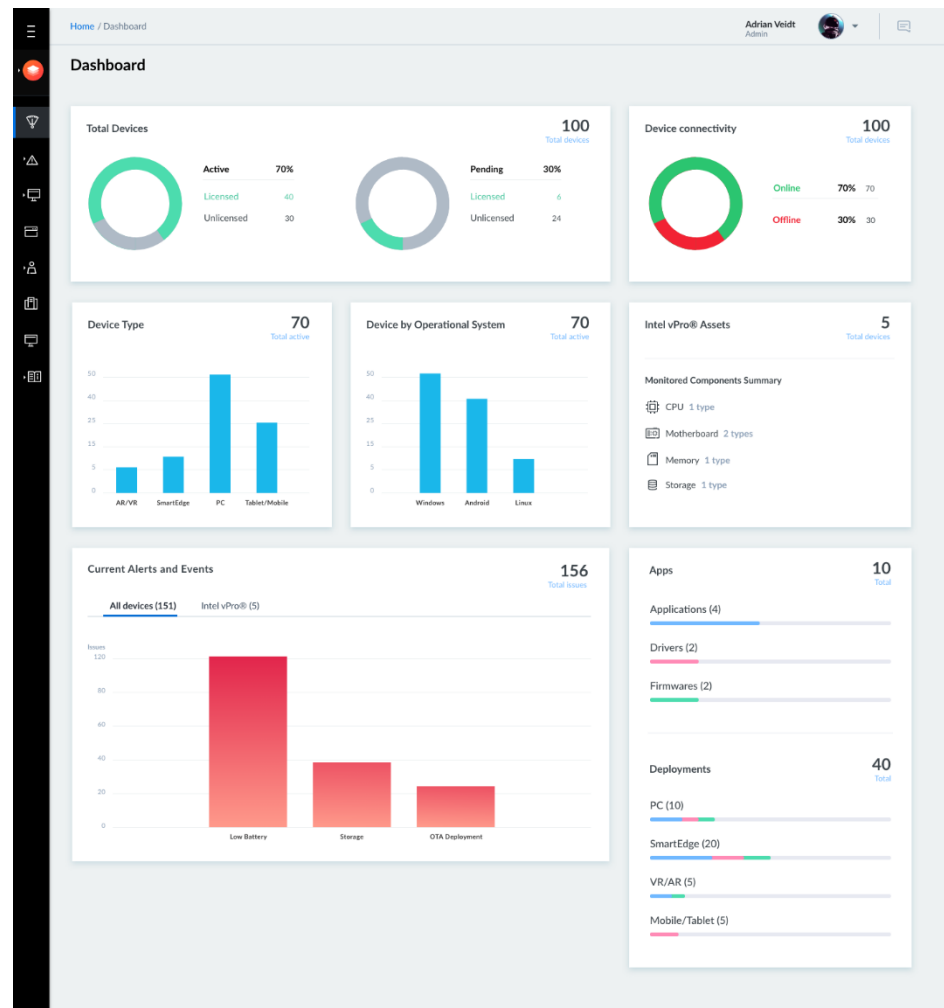 Home / Dashboard
Adrian Veidt
Admin
Dashboard
Total Devices
100
Total devices
Active 70%
Licensed 40
Unlicensed 30
Pending 30%
Licensed 6
Unlicensed 24
Device connectivity
100
Total devices
Online 70% 70
Offline 30% 30
Device Type
70
Total active
50
40
25
15
5
0
AR/VR SmartEdge PC Tablet/Mobile
Device by Operational System
70
Total active
50
40
25
15
5
0
Windows Android Linux
Intel vPro® Assets
5
Total devices
Monitored Components Summary
CPU 1 type
Motherboard 2 types
Memory 1 type
Storage 1 type
Current Alerts and Events
156
Total issues
All devices (151) Intel vPro® (5)
Issues
120
80
60
40
20
0
Low Battery Storage OTA Deployment
Apps
10
Total
Applications (4)
Drivers (2)
Firmwares (2)
Deployments
40
Total
PC (10)
SmartEdge (20)
VR/AR (5)
Mobile/Tablet (5)